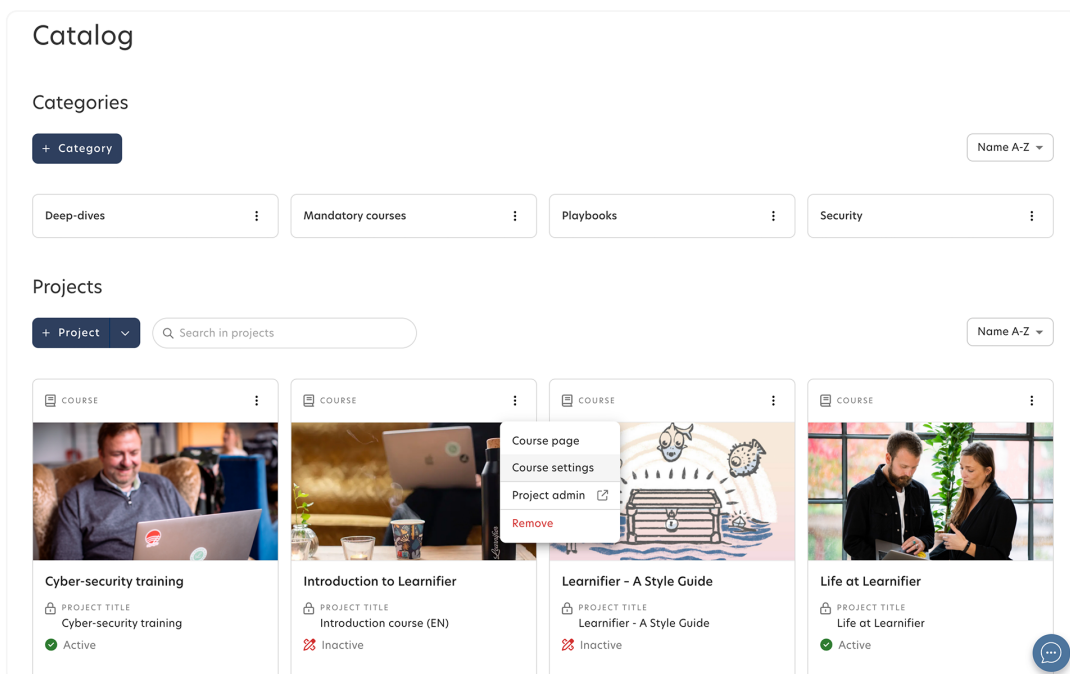 Catalog
Categories
+ Category
Name A-Z
Deep-dives
Mandatory courses
Playbooks
Security
Projects
+ Project
Search in projects
Name A-Z
COURSE
COURSE
COURSE
COURSE
Course page
Course settings
Project admin
Remove
Learnifier
Cyber-security training
Introduction to Learnifier
Learnifier – A Style Guide
Life at Learnifier
PROJECT TITLE
PROJECT TITLE
PROJECT TITLE
PROJECT TITLE
Cyber-security training
Introduction course (EN)
Learnifier - A Style Guide
Life at Learnifier
Active
Inactive
Inactive
Active